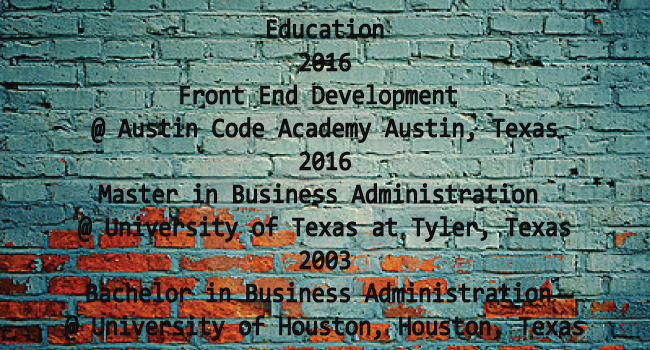 Education
2016
Front End Development
@ Austin Code Academy Austin, Texas
2016
Master in Business Administration
@ University of Texas at Tyler, Texas
2003
Bachelor in Business Administration
@ University of Houston, Houston, Texas